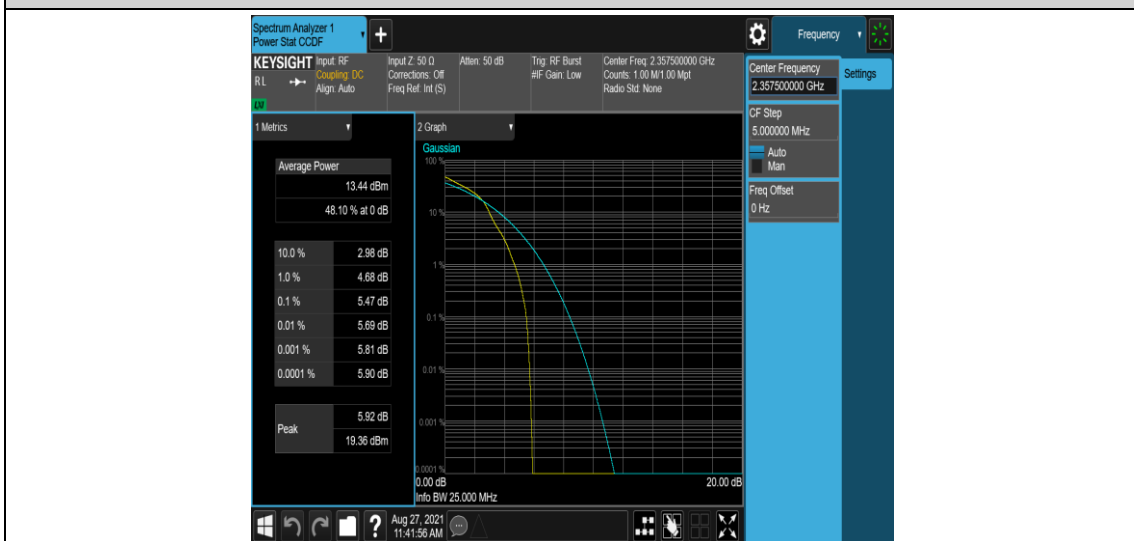 Spectrum Analyzer 1
Power Stat CCDF
+
Frequency
KEYSIGHT
RL
LXI
Input: RF
Coupling: DC
Align: Auto
Input Z: 50 Ω
Corrections: Off
Freq Ref: Int (S)
Atten: 50 dB
Trig: RF Burst
#IF Gain: Low
Center Freq: 2.357500000 GHz
Counts: 1.00 M/1.00 Mpt
Radio Std: None
Center Frequency
2.357500000 GHz
Settings
CF Step
5.000000 MHz
Auto
Man
Freq Offset
0 Hz
1 Metrics
Average Power
13.44 dBm
48.10 % at 0 dB
10.0 % 2.98 dB
1.0 % 4.68 dB
0.1 % 5.47 dB
0.01 % 5.69 dB
0.001 % 5.81 dB
0.0001 % 5.90 dB
Peak
5.92 dB
19.36 dBm
2 Graph
Gaussian
100 %
10 %
1 %
0.1 %
0.01 %
0.001 %
0.0001 %
0.00 dB 20.00 dB
Info BW 25.000 MHz
?
Aug 27, 2021
11:41:56 AM